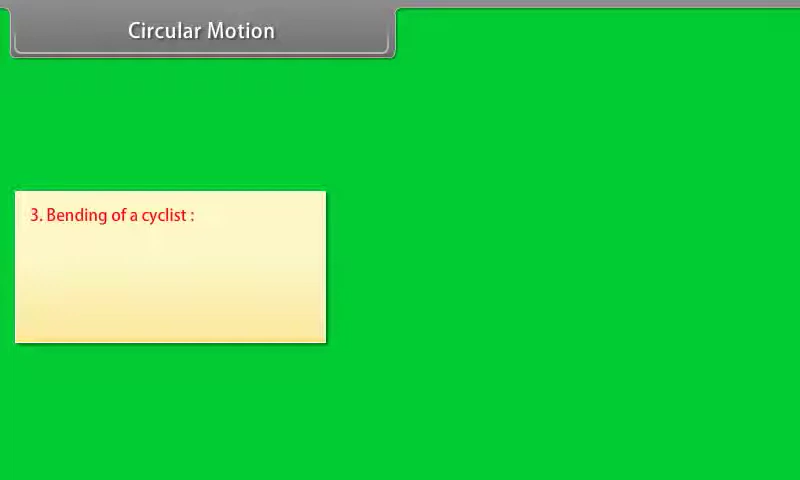 Circular Motion
3. Bending of a cyclist :